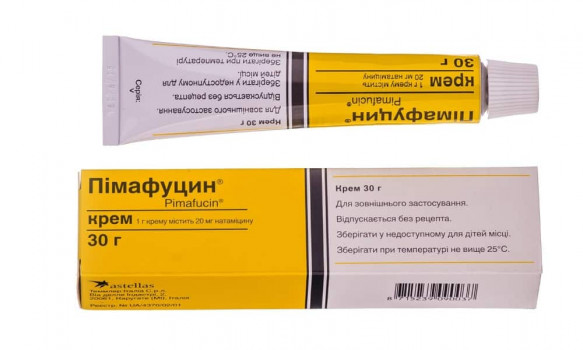 Пімафуцин®
Pimafucin®
крем
1 г крему містить
20 мг натаміцину
30 г
Крем 30 г
Для зовнішнього застосування.
Відпускається без рецепта.
Зберігати у недоступному для
дітей місці.
Зберігати при температурі
не вище 25°C.
Серія:
Пімафуцин®
Pimafucin®
крем 1 г крему містить 20 мг натаміцину
30 г
astellas
Крем 30 г
Для зовнішнього застосування.
Відпускається без рецепта.
Зберігати у недоступному для дітей місці.
Зберігати при температурі не вище 25°C.